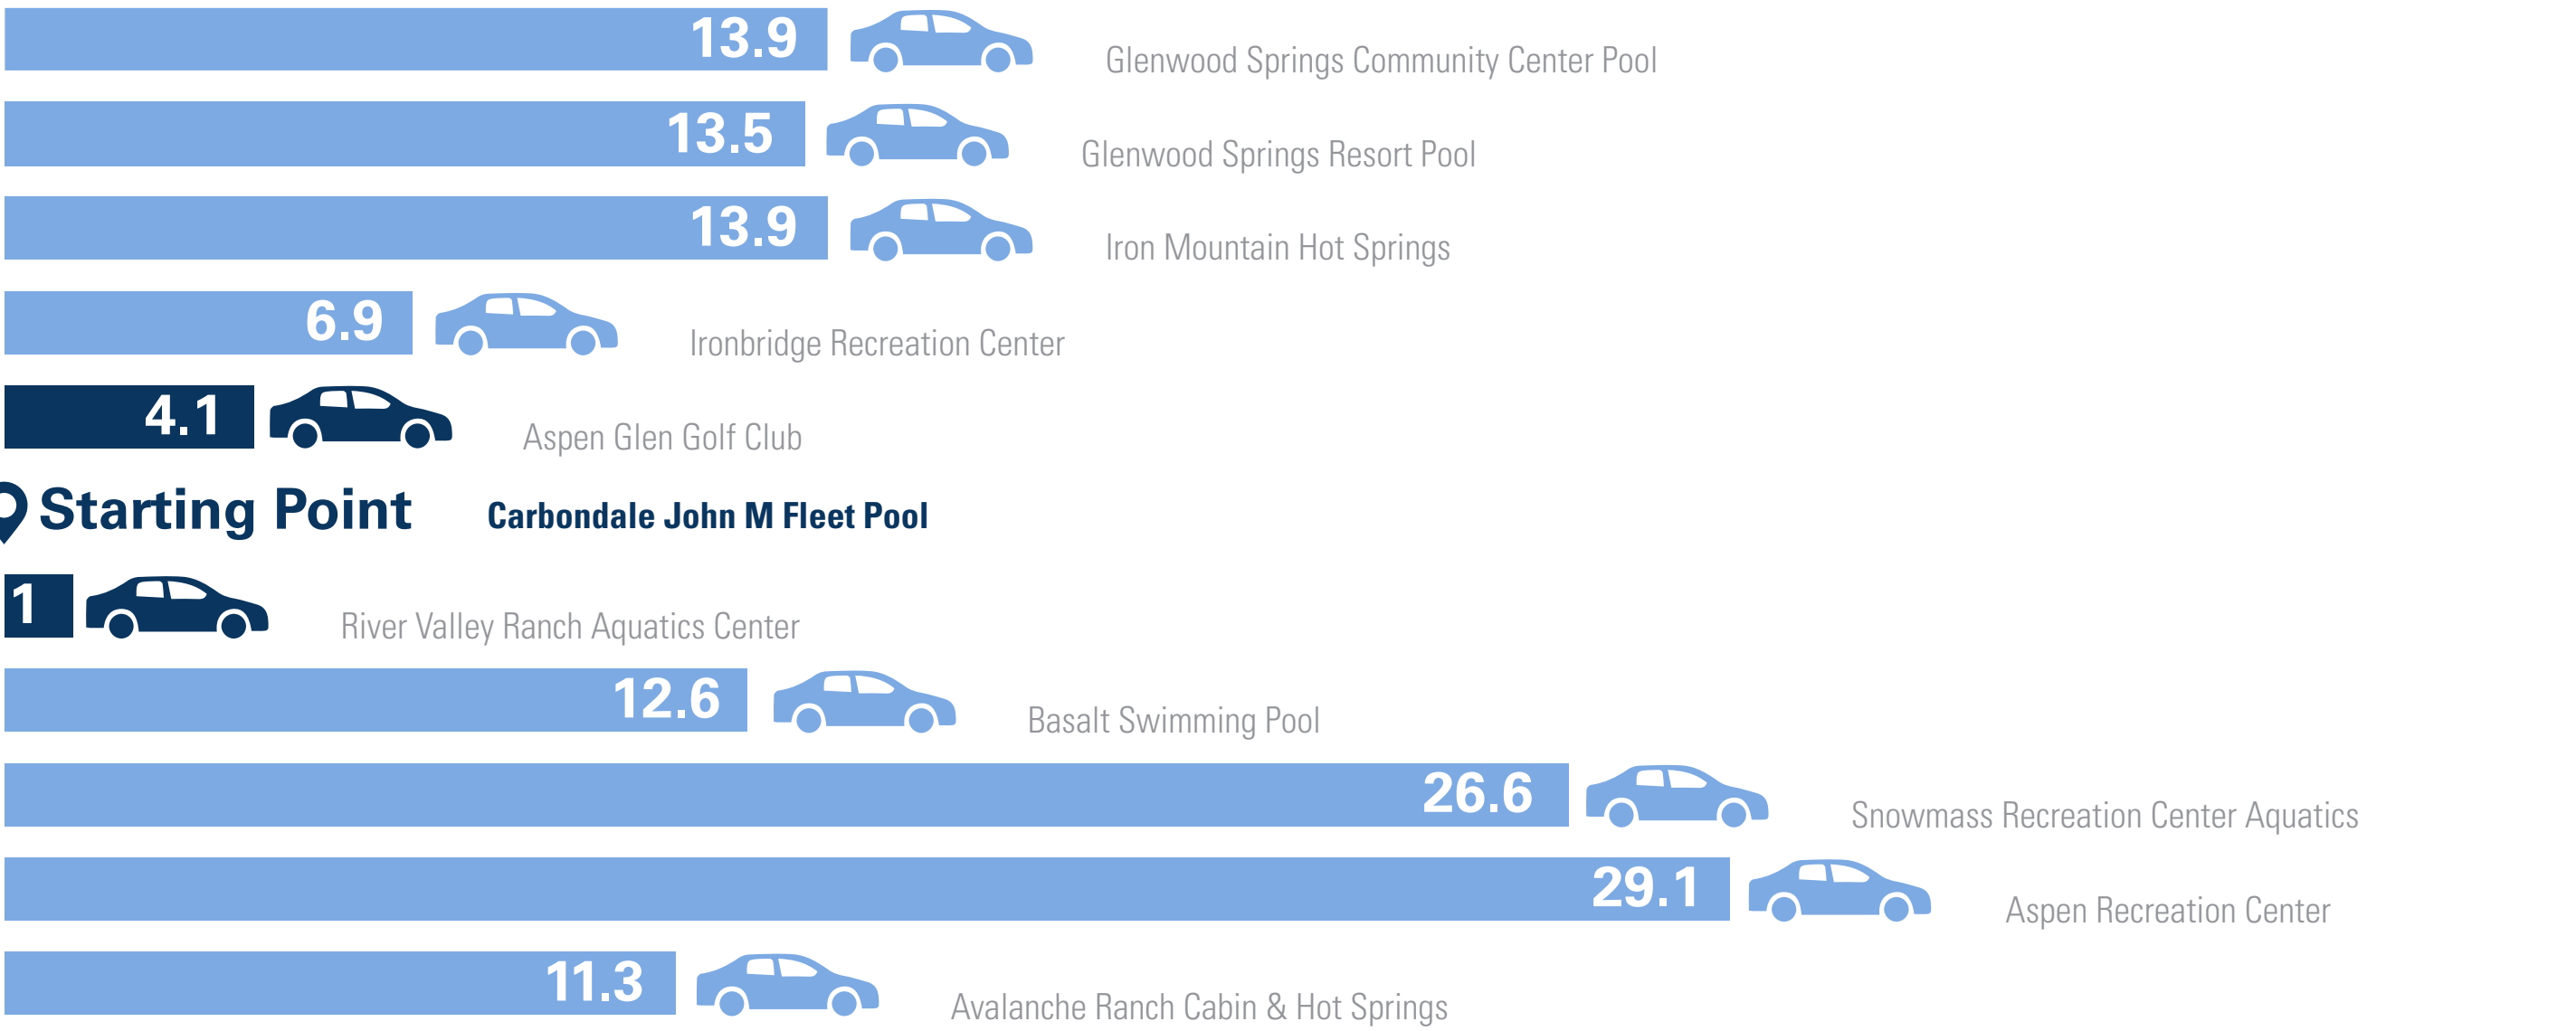 13.9 Glenwood Springs Community Center Pool
13.5 Glenwood Springs Resort Pool
13.9 Iron Mountain Hot Springs
6.9 Ironbridge Recreation Center
4.1 Aspen Glen Golf Club
Starting Point Carbondale John M Fleet Pool
1 River Valley Ranch Aquatics Center
12.6 Basalt Swimming Pool
26.6 Snowmass Recreation Center Aquatics
29.1 Aspen Recreation Center
11.3 Avalanche Ranch Cabin & Hot Springs